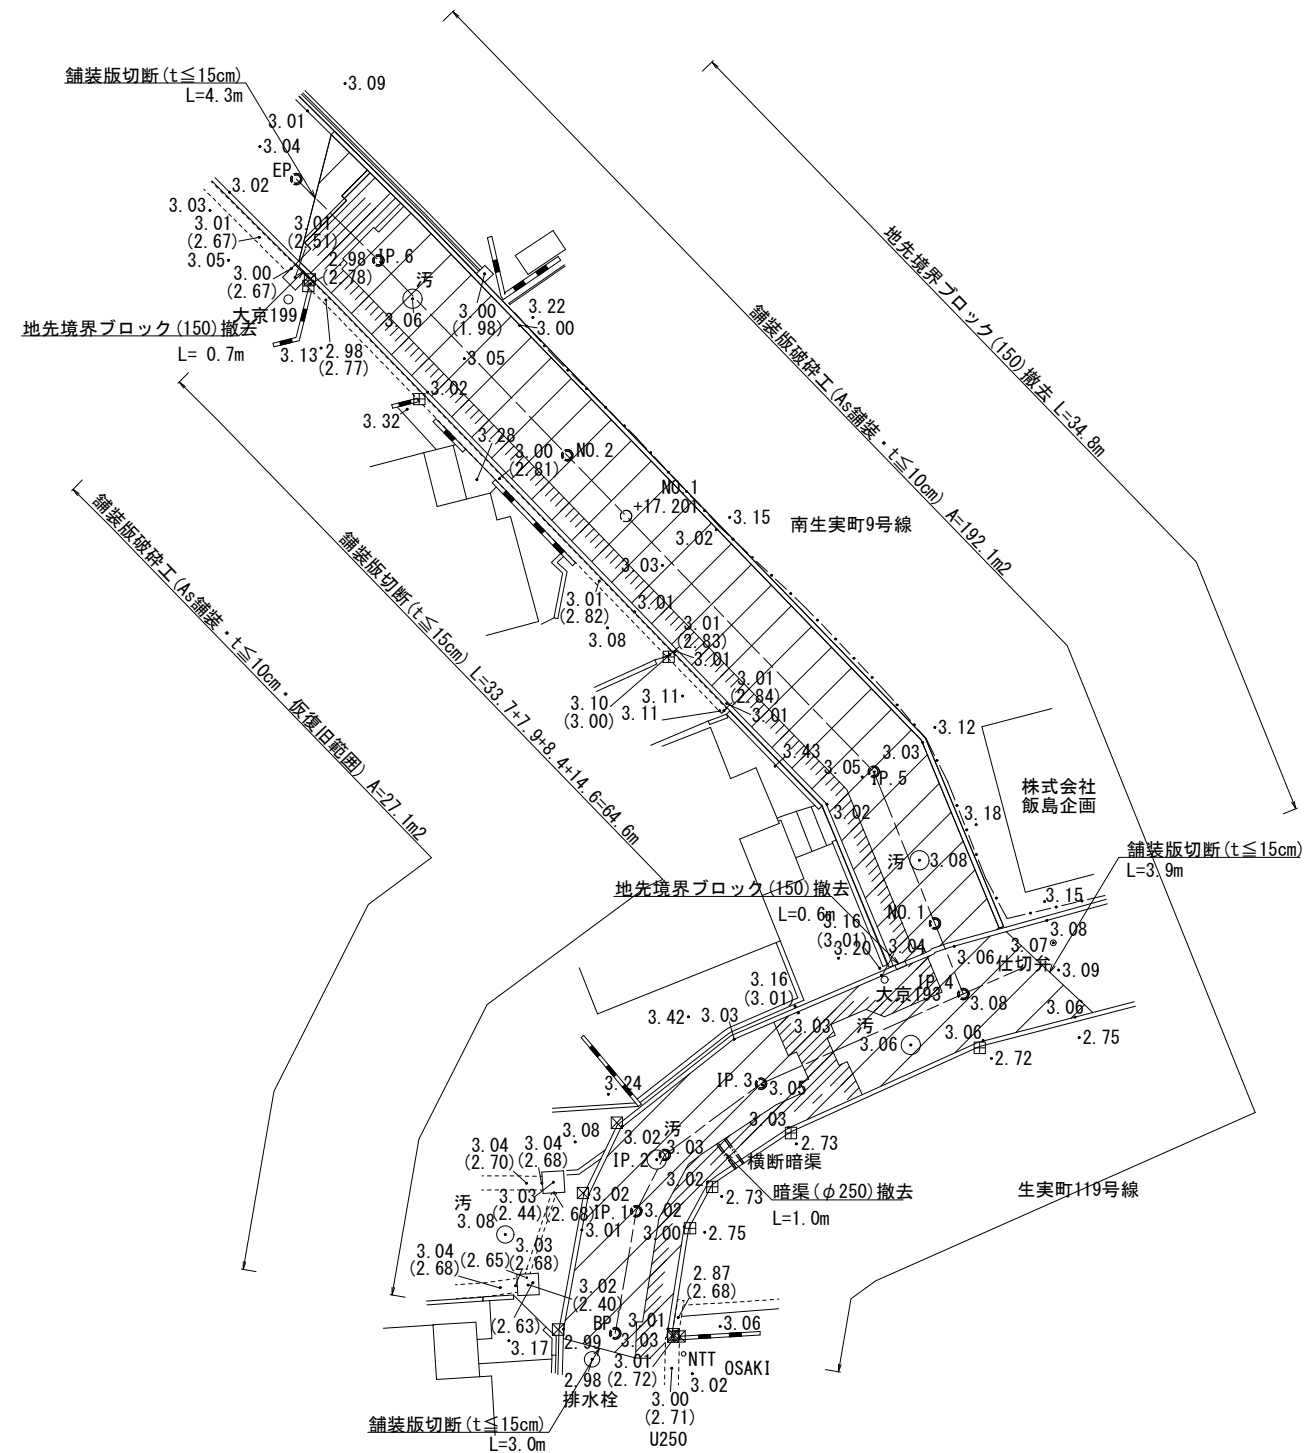 舗装版切断(t≦15cm)
L=4.3m
3.09
3.01
3.04
EP
3.02
3.03
3.01
(2.67)
3.01
(2.51)
3.05
3.00
(2.67)
2.98
(2.78)
IP.6
汚
大京199
3.06
3.00
(1.98)
3.22
3.00
地先境界ブロック(150)撤去
L= 0.7m
3.13
2.98
(2.77)
3.05
3.02
3.32
3.28
3.00
(2.81)
NO.2
NO.1
+17.201
3.15
3.02
南生実町9号線
地先境界ブロック(150)撤去 L=34.8m
舗装版破砕工(As舗装・t≦10cm) A=192.1m2
舗装版切断(t≦15cm) L=33.7+7.9+8.4+14.6=64.6m
舗装版破砕工(As舗装・t≦10cm・仮復旧範囲) A=27.1m2
3.03
3.01
(2.82)
3.01
3.08
3.01
(2.83)
3.01
3.10
(3.00)
3.11
3.11
3.01
(2.84)
3.01
3.43
3.12
3.03
3.05
IP.5
3.02
株式会社
飯島企画
3.18
汚
3.08
舗装版切断(t≦15cm)
L=3.9m
地先境界ブロック(150)撤去
L=0.6m
3.16
(3.01)
3.20
NO.1
3.04
3.15
3.08
3.07
3.06
仕切弁
3.09
IP.4
大京193
3.08
3.06
3.16
(3.01)
3.42
3.03
3.03
汚
3.06
3.06
2.75
2.72
IP.3
3.05
3.24
3.03
2.73
3.08
3.02
汚
3.03
IP.2
横断暗渠
3.04
(2.70)
3.04
(2.68)
3.02
暗渠(φ250)撤去
L=1.0m
生実町119号線
3.03
(2.44)
(2.68)
3.02
IP.1
3.02
2.73
汚
3.08
3.01
3.00
2.75
3.04
(2.68)
(2.65)
3.03
(2.68)
3.02
(2.40)
2.87
(2.68)
(2.63)
BP
3.01
3.06
3.17
2.99
3.03
3.01
(2.72)
NTT
OSAKI
3.02
2.98
排水栓
3.00
(2.71)
U250
舗装版切断(t≦15cm)
L=3.0m